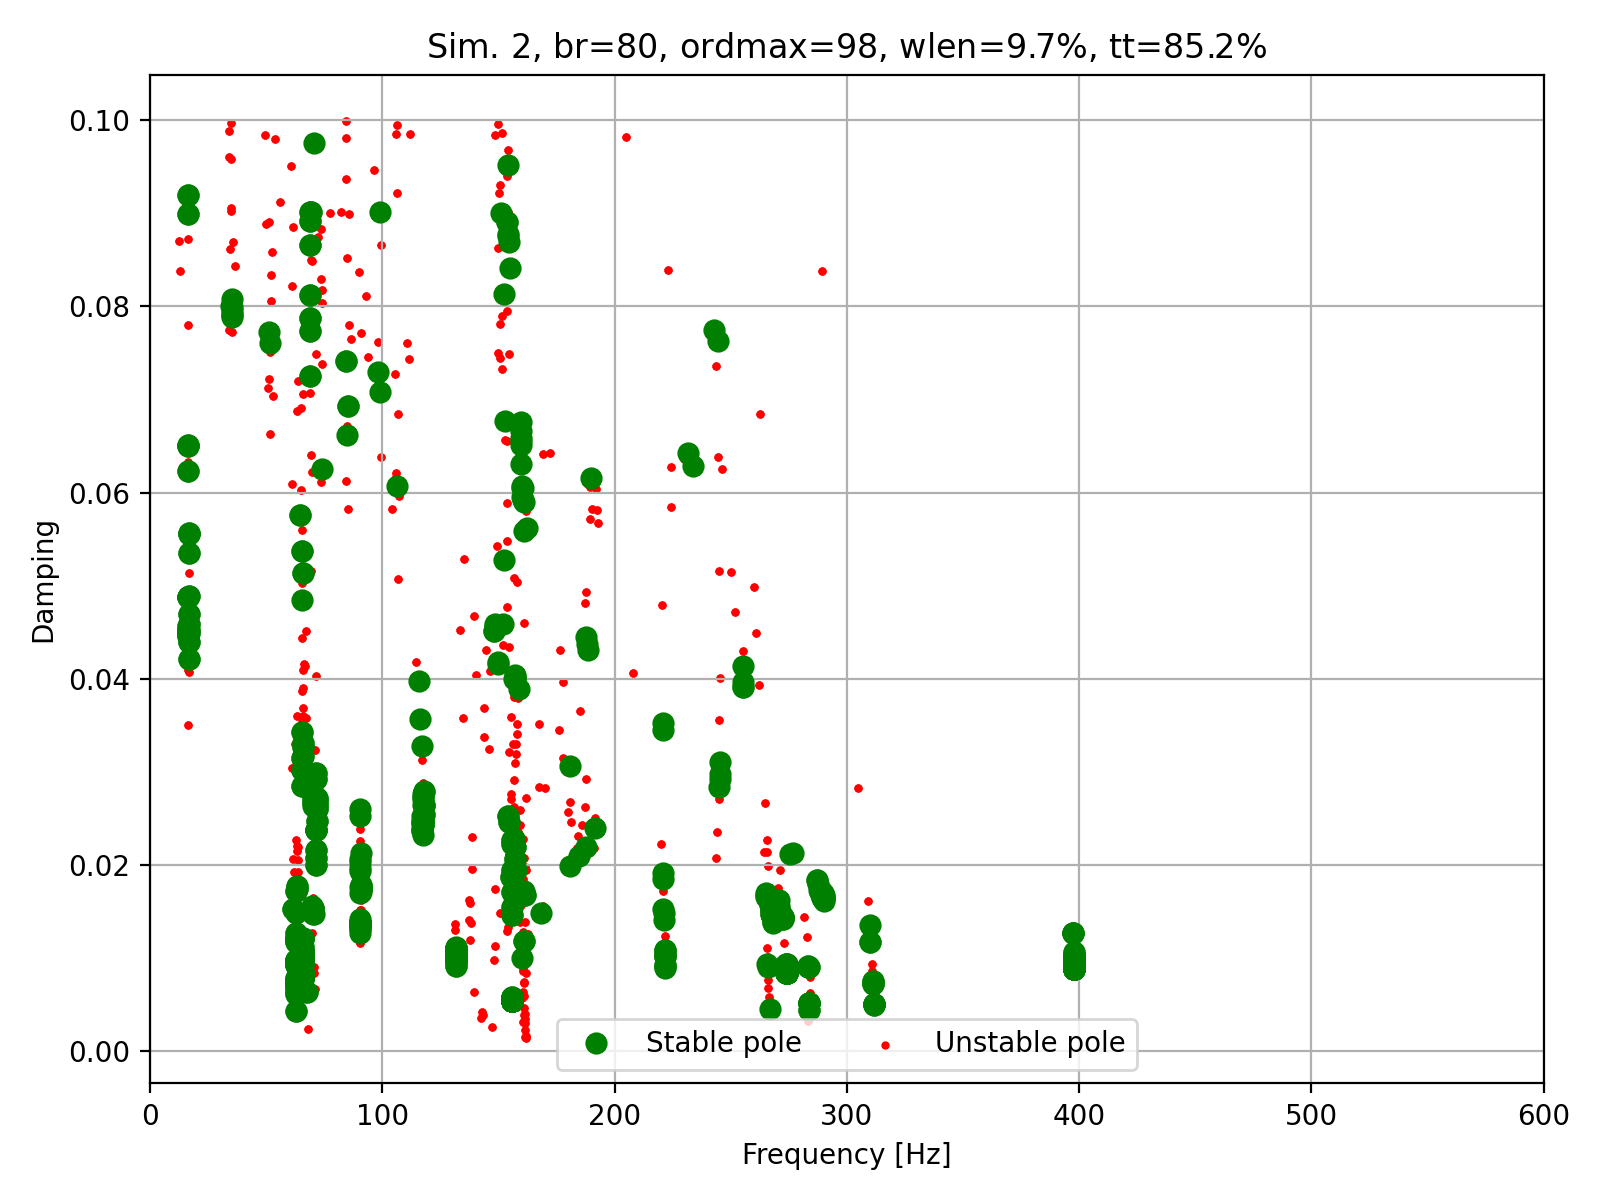 Sim. 2, br=80, ordmax=98, wlen=9.7%, tt=85.2%
0.10
0.08
0.06
0.04
0.02
0.00
Damping
Stable pole
Unstable pole
0
100
200
300
400
500
600
Frequency [Hz]